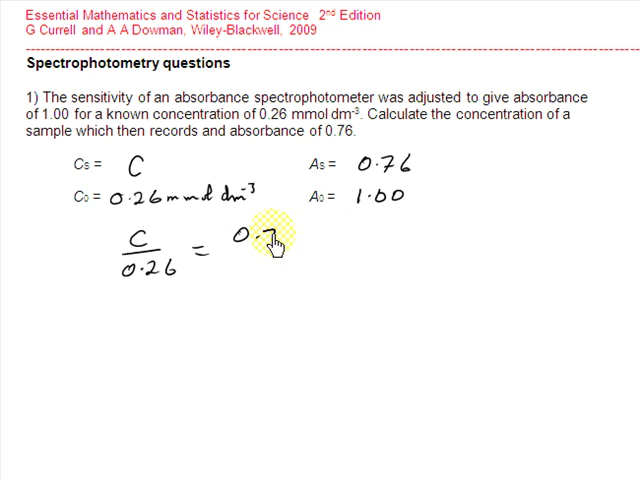 Essential Mathematics and Statistics for Science 2nd Edition
G Currell and A A Dowman, Wiley-Blackwell, 2009
Spectrophotometry questions
1) The sensitivity of an absorbance spectrophotometer was adjusted to give absorbance
of 1.00 for a known concentration of 0.26 mmol dm-3. Calculate the concentration of a
sample which then records and absorbance of 0.76.
Cs = C As = 0.76
C0 = 0.26 mmol dm-3 A0 = 1.00
C 0.7
=
0.26